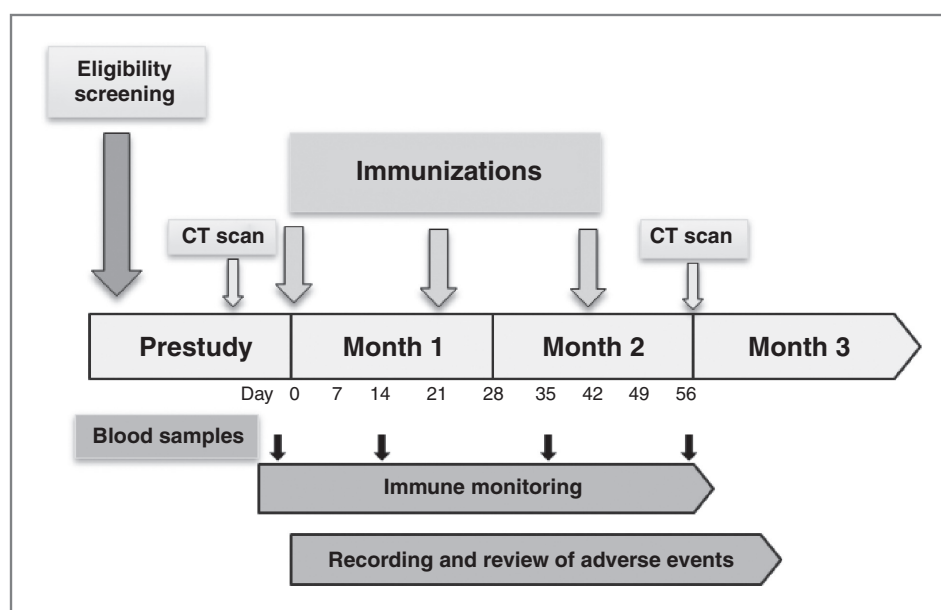 Eligibility
screening
Immunizations
CT scan
CT scan
Prestudy
Month 1
Month 2
Month 3
Day 0 7 14 21 28 35 42 49 56
Blood samples
Immune monitoring
Recording and review of adverse events